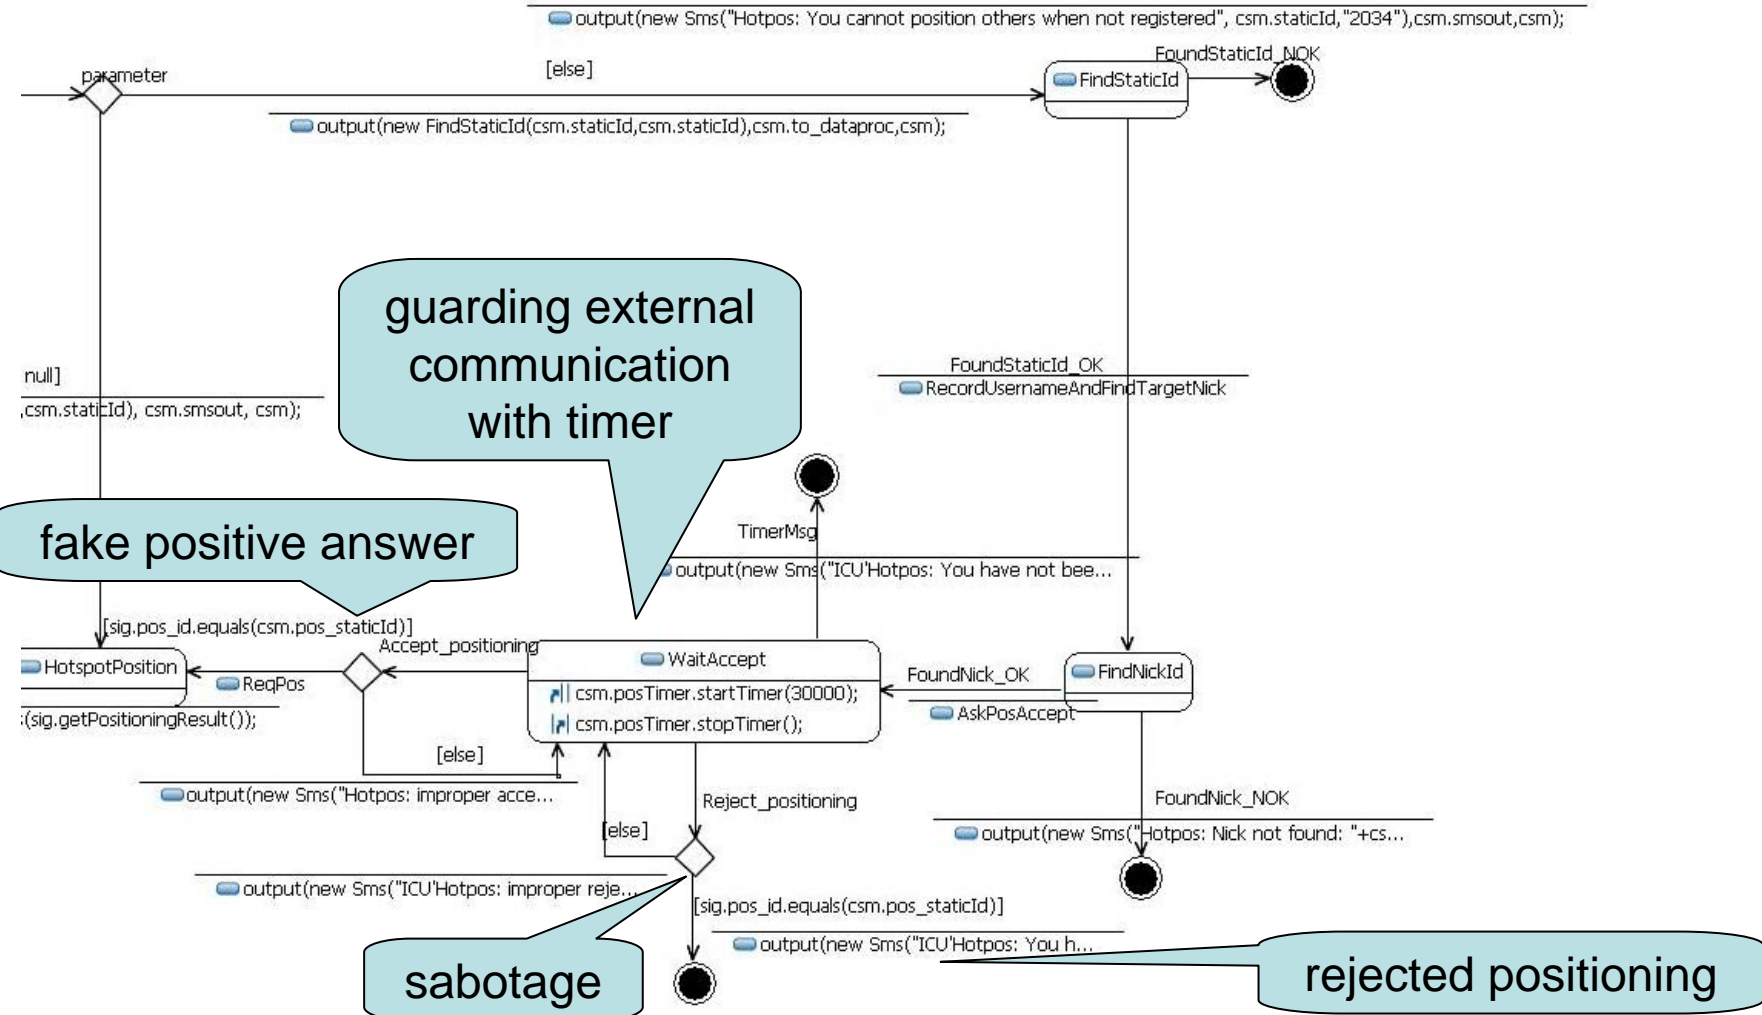 output(new Sms("Hotpos: You cannot position others when not registered", csm.staticId,"2034"),csm.smsout,csm);
FoundStaticId_NOK
parameter
[else]
FindStaticId
output(new FindStaticId(csm.staticId,csm.staticId),csm.to_dataproc,csm);
guarding external
communication
with timer
null]
,csm.staticId), csm.smsout, csm);
FoundStaticId_OK
RecordUsernameAndFindTargetNick
fake positive answer
TimerMsg
output(new Sms("ICU'Hotpos: You have not bee...
[sig.pos_id.equals(csm.pos_staticId)]
Accept_positioning
HotspotPosition
ReqPos
(sig.getPositioningResult());
WaitAccept
csm.posTimer.startTimer(30000);
csm.posTimer.stopTimer();
FoundNick_OK
AskPosAccept
FindNickId
[else]
output(new Sms("Hotpos: improper acce...
Reject_positioning
[else]
FoundNick_NOK
output(new Sms("Hotpos: Nick not found: "+cs...
output(new Sms("ICU'Hotpos: improper reje...
[sig.pos_id.equals(csm.pos_staticId)]
output(new Sms("ICU'Hotpos: You h...
sabotage
rejected positioning